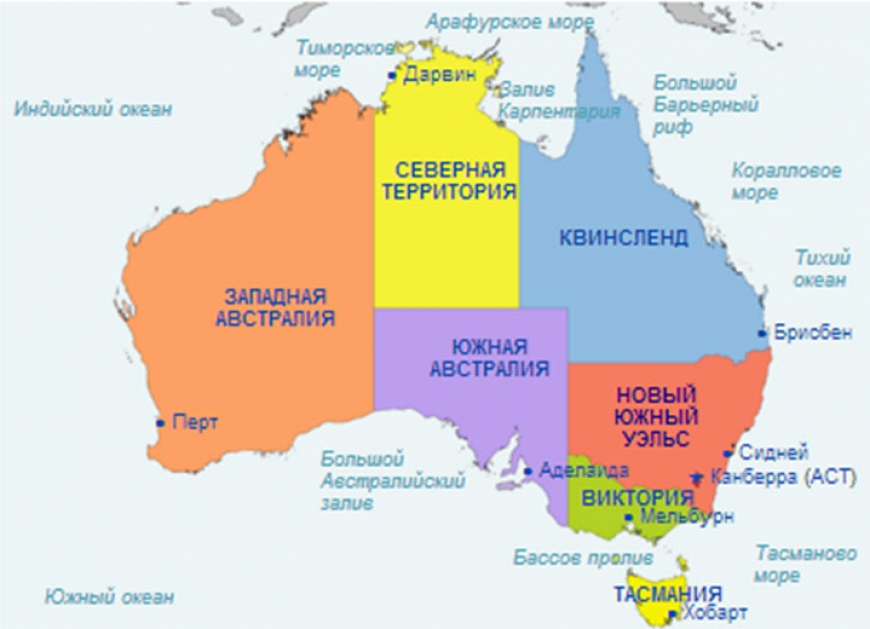 Арафурское море
Тиморское
море
Дарвин
Залив
Карпентария
Большой
Барьерный
риф
Индийский океан
СЕВЕРНАЯ
ТЕРРИТОРИЯ
Коралловое
море
КВИНСЛЕНД
Тихий
океан
ЗАПАДНАЯ
АВСТРАЛИЯ
Брисбен
ЮЖНАЯ
АВСТРАЛИЯ
НОВЫЙ
ЮЖНЫЙ
УЭЛЬС
Перт
Сидней
Большой
Австралийский
залив
Аделаида
Канберра (АСТ)
ВИКТОРИЯ
Мельбурн
Бассов пролив
Тасманово
море
Южный океан
ТАСМАНИЯ
Хобарт